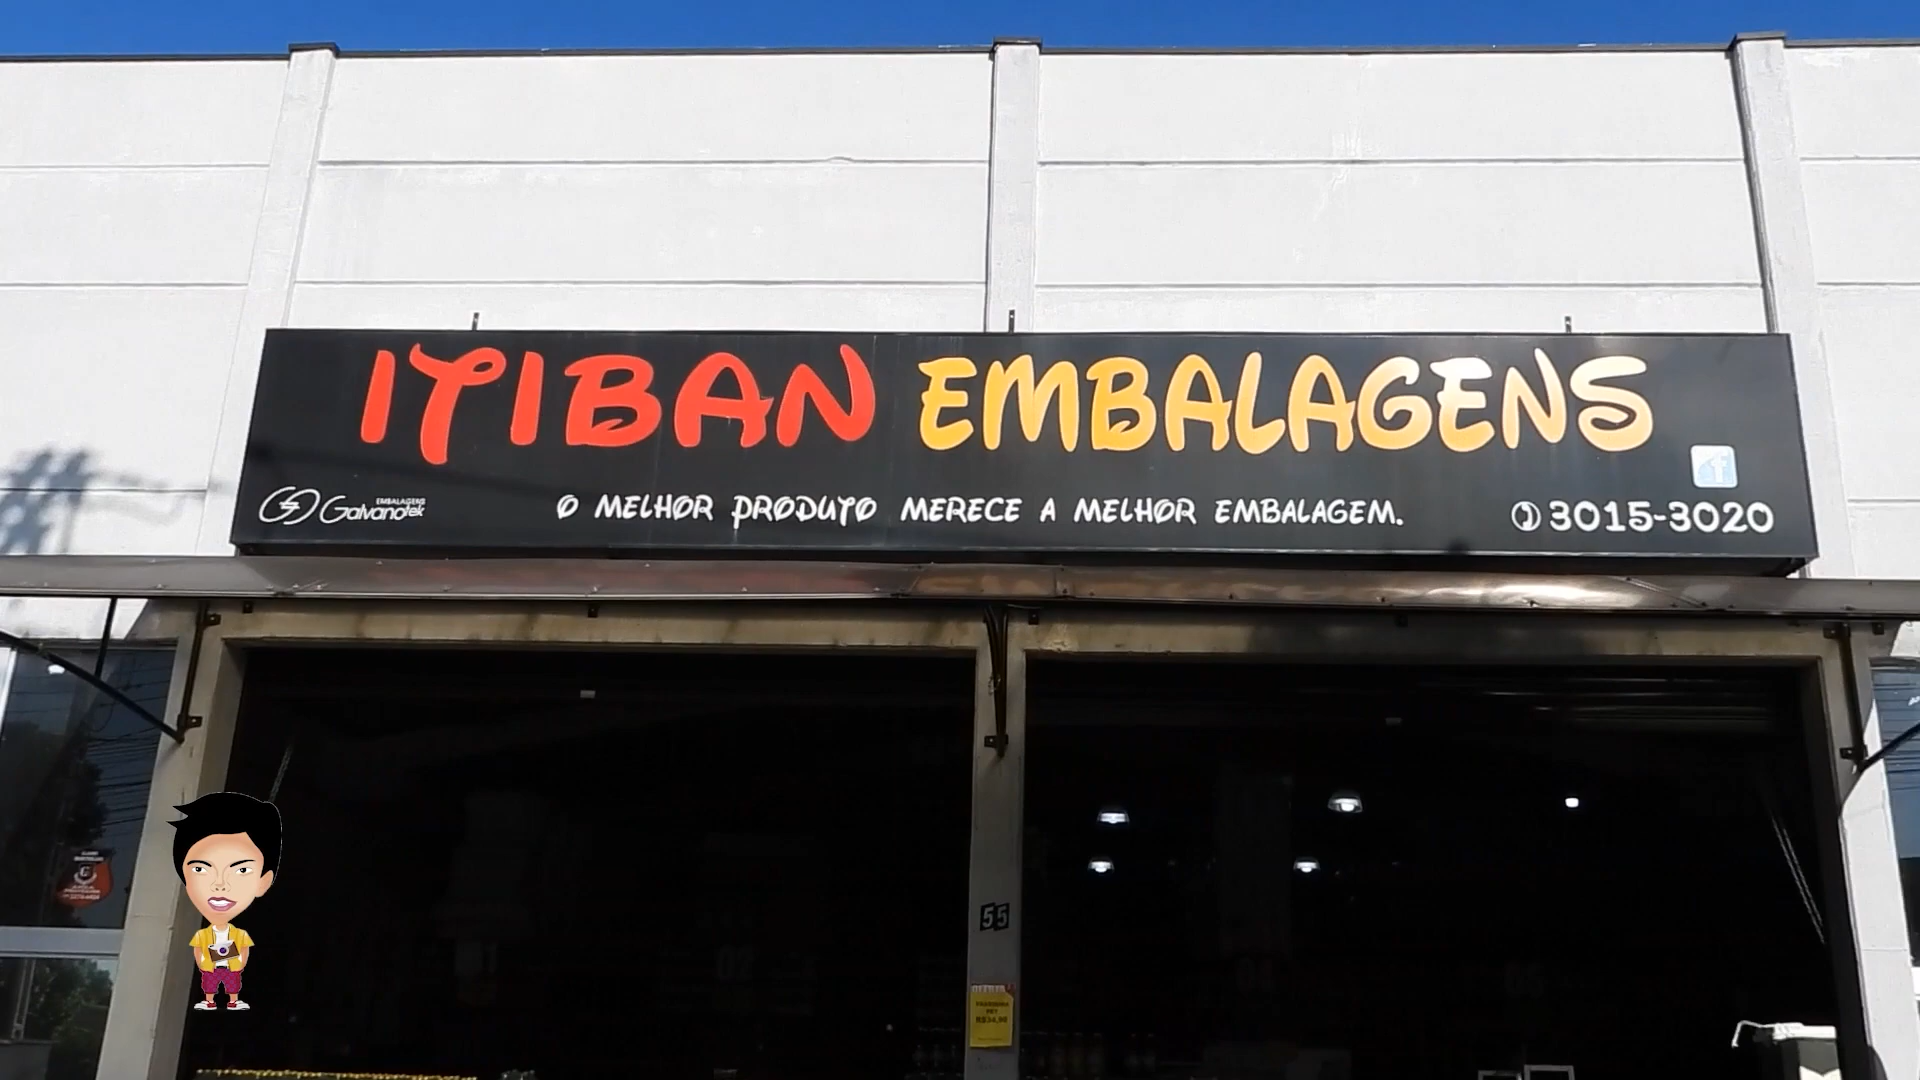 ITIBAN EMBALAGENS
EMBALAGENS
Galvanotek
O MELHOR PRODUTO MERECE A MELHOR EMBALAGEM.
3015-3020
55